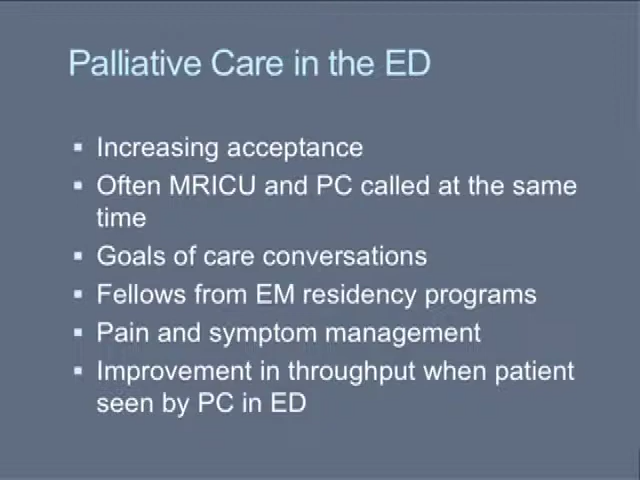 Palliative Care in the ED
▪ Increasing acceptance
▪ Often MRICU and PC called at the same
time
▪ Goals of care conversations
▪ Fellows from EM residency programs
▪ Pain and symptom management
▪ Improvement in throughput when patient
seen by PC in ED